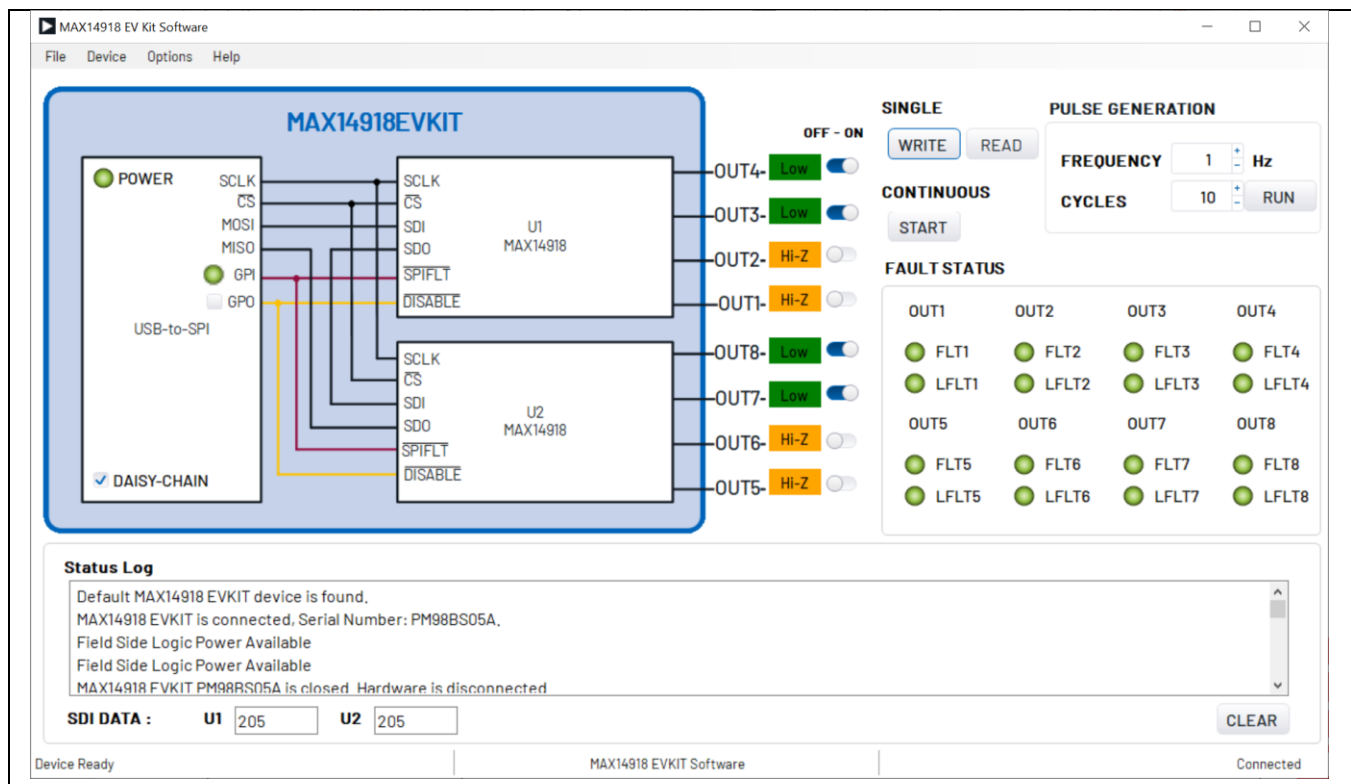 MAX14918 EV Kit Software
File Device Options Help
MAX14918EVKIT
POWER
SCLK
CS
MOSI
MISO
GPI
GPO
USB-to-SPI
DAISY-CHAIN
SCLK
CS
SDI
SDO
SPIFLT
DISABLE
U1
MAX14918
SCLK
CS
SDI
SDO
SPIFLT
DISABLE
U2
MAX14918
OFF - ON
OUT4- Low
OUT3- Low
OUT2- Hi-Z
OUT1- Hi-Z
OUT8- Low
OUT7- Low
OUT6- Hi-Z
OUT5- Hi-Z
SINGLE
WRITE READ
CONTINUOUS
START
PULSE GENERATION
FREQUENCY 1 Hz
CYCLES 10 RUN
FAULT STATUS
OUT1 OUT2 OUT3 OUT4
FLT1 FLT2 FLT3 FLT4
LFLT1 LFLT2 LFLT3 LFLT4
OUT5 OUT6 OUT7 OUT8
FLT5 FLT6 FLT7 FLT8
LFLT5 LFLT6 LFLT7 LFLT8
Status Log
Default MAX14918 EVKIT device is found.
MAX14918 EVKIT is connected, Serial Number: PM98BS05A.
Field Side Logic Power Available
Field Side Logic Power Available
MAX14918 EVKIT PM98BS05A is closed Hardware is disconnected
SDI DATA : U1 205 U2 205
CLEAR
Device Ready MAX14918 EVKIT Software Connected